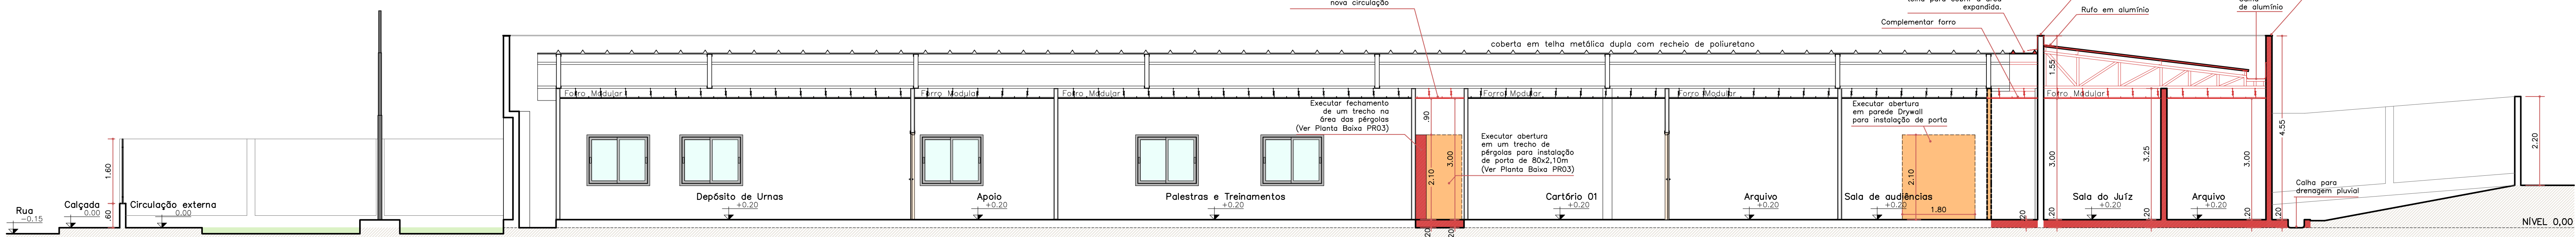 nova circulação
expandida.
Rufo em alumínio
de alumínio
Complementar forro
coberta em telha metálica dupla com recheio de poliuretano
1.55
Forro Modular
Forro Modular
Forro Modular
Forro Modular
Forro Modular
Forro Modular
Executar fechamento
de um trecho na
área das pérgolas
(Ver Planta Baixa PR03)
.90
3.00
2.10
Executar abertura
em um trecho de
pérgolas para instalação
de porta de 80x2,10m
(Ver Planta Baixa PR03)
Executar abertura
em parede Drywall
para instalação de porta
2.10
1.80
3.00
3.25
3.00
4.55
2.20
1.60
.60
Rua
-0.15
Calçada
0.00
Circulação externa
0.00
Depósito de Urnas
+0.20
Apoio
+0.20
Palestras e Treinamentos
+0.20
Cartório 01
+0.20
Arquivo
+0.20
Sala de audiências
+0.20
Sala do Juíz
+0.20
Arquivo
+0.20
Calha para
drenagem pluvial
.20
.20
.20
.20
NÍVEL 0,00